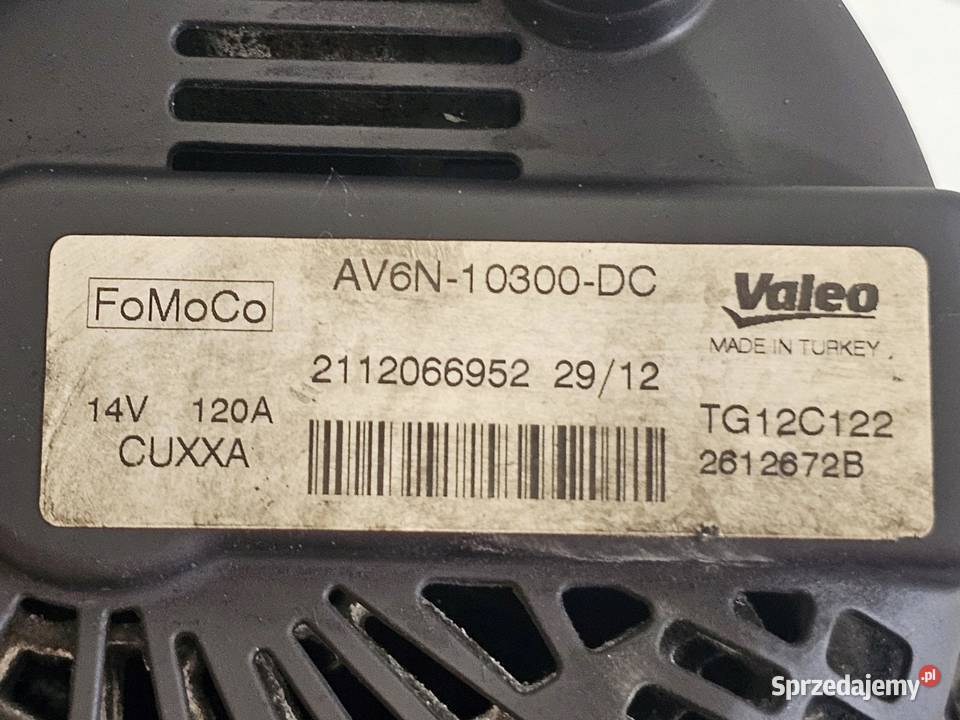 FoMoCo
AV6N-10300-DC
Valeo
MADE IN TURKEY
2112066952 29/12
14V 120A
CUXXA
TG12C122
2612672B
Sprzedajemy.pl